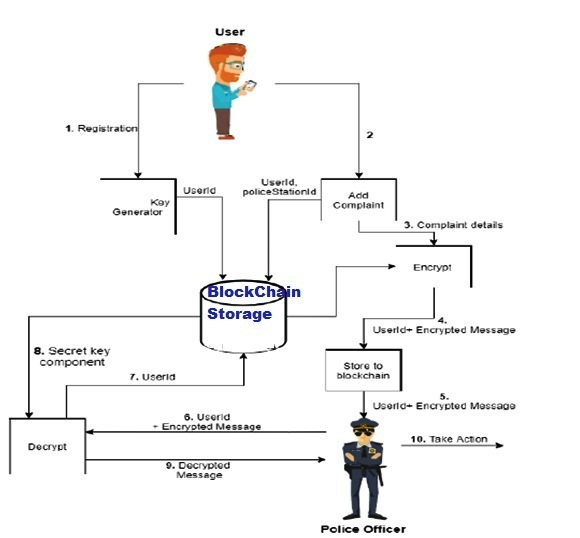 User
1. Registration
2
UserId
UserId,
policeStationId
Key
Generator
Add
Complaint
3. Complaint details
Encrypt
BlockChain
Storage
4.
UserId+ Encrypted Message
8. Secret key
component
7. UserId
Store to
blockchain
5.
UserId+ Encrypted Message
6. UserId
+ Encrypted Message
Decrypt
10. Take Action
9. Decrypted
Message
Police Officer